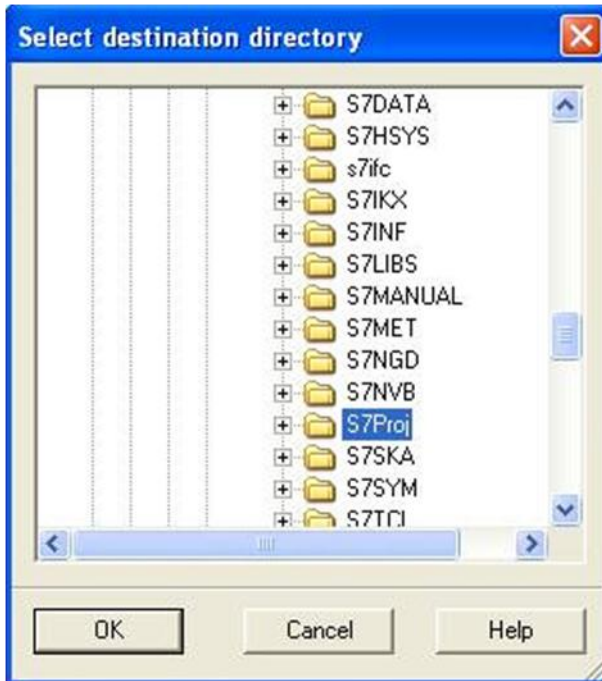 Select destination directory
S7DATA
S7HSYS
s7ifc
S7IKX
S7INF
S7LIBS
S7MANUAL
S7MET
S7NGD
S7NVB
S7Proj
S7SKA
S7SYM
S7TCL
OK Cancel Help